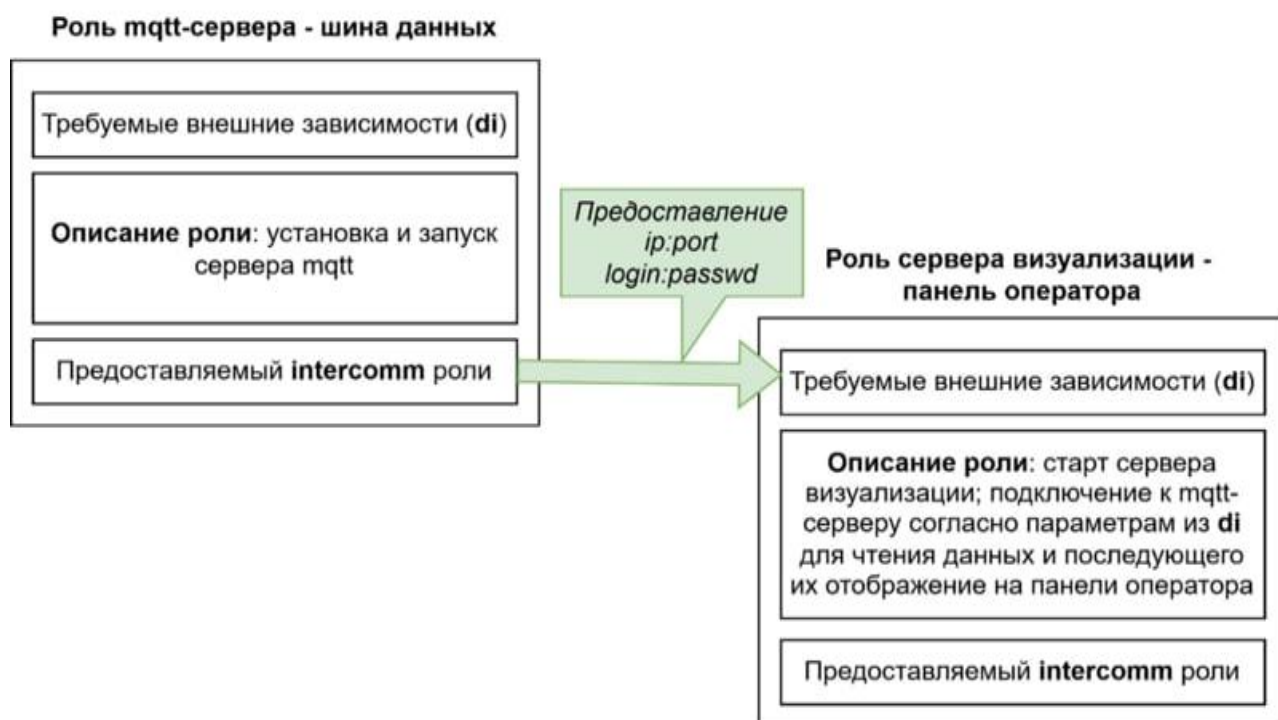 Роль mqtt-сервера - шина данных
Требуемые внешние зависимости (di)
Описание роли: установка и запуск
сервера mqtt
Предоставляемый intercomm роли
Предоставление
ip:port
login:passwd
Роль сервера визуализации -
панель оператора
Требуемые внешние зависимости (di)
Описание роли: старт сервера
визуализации; подключение к mqtt-
серверу согласно параметрам из di
для чтения данных и последующего
их отображение на панели оператора
Предоставляемый intercomm роли